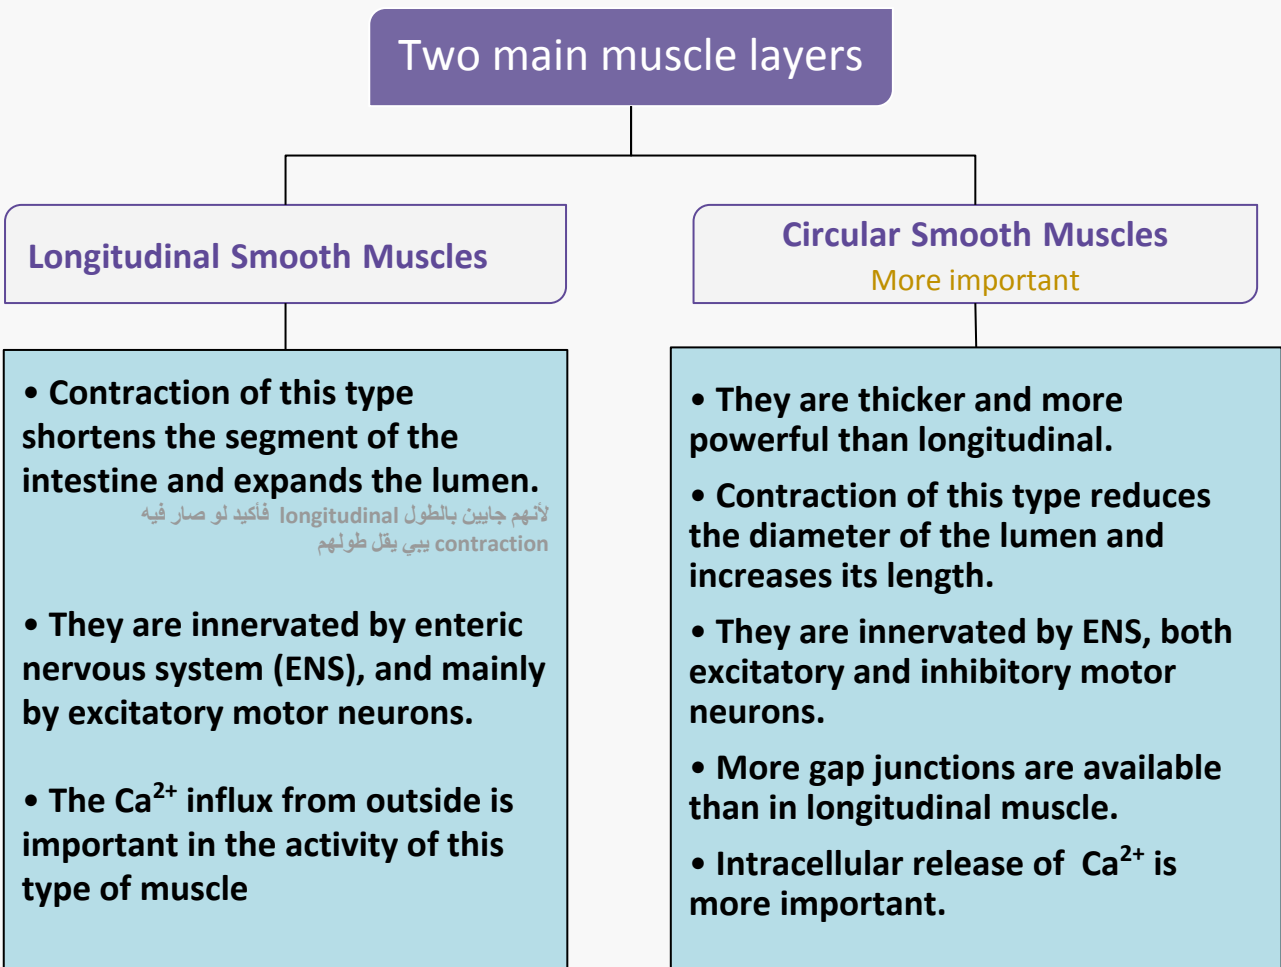 Two main muscle layers
Longitudinal Smooth Muscles
• Contraction of this type
shortens the segment of the
intestine and expands the lumen.
لأنهم جايين بالطول longitudinal فأكيد لو صار فيه
contraction يبي يقل طولهم
• They are innervated by enteric
nervous system (ENS), and mainly
by excitatory motor neurons.
• The Ca²⁺ influx from outside is
important in the activity of this
type of muscle
Circular Smooth Muscles
More important
• They are thicker and more
powerful than longitudinal.
• Contraction of this type reduces
the diameter of the lumen and
increases its length.
• They are innervated by ENS, both
excitatory and inhibitory motor
neurons.
• More gap junctions are available
than in longitudinal muscle.
• Intracellular release of Ca²⁺ is
more important.